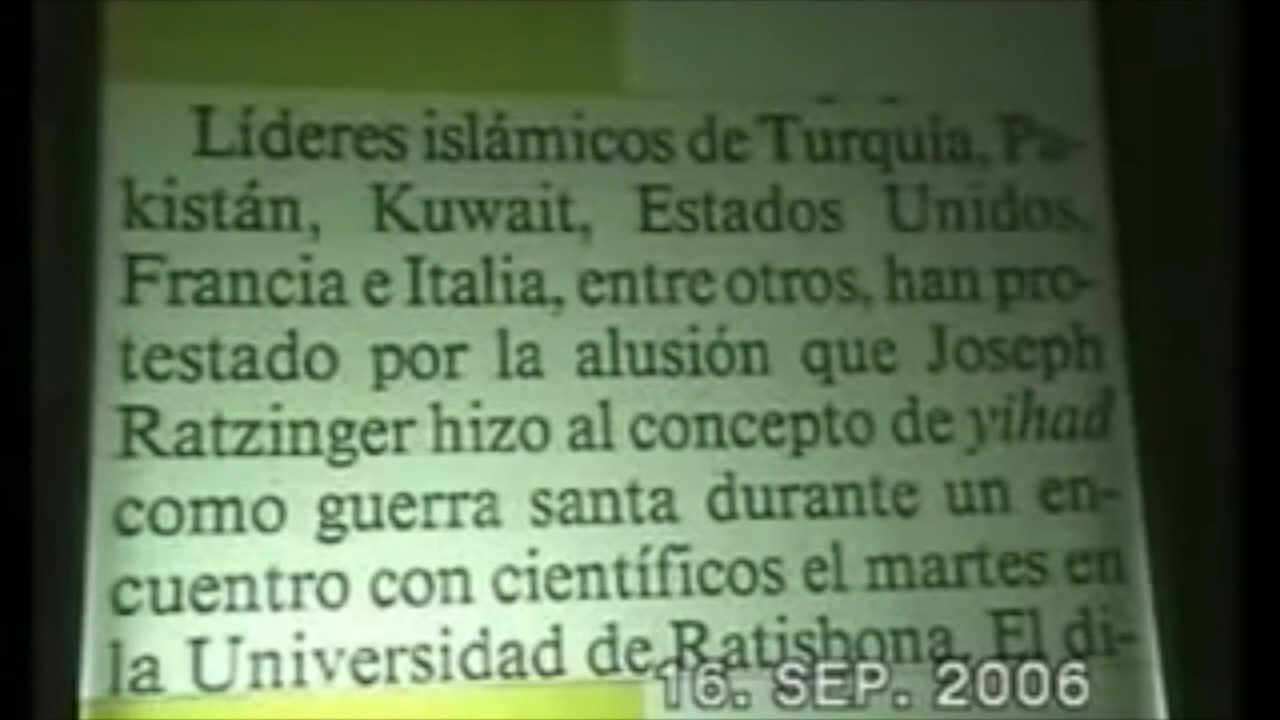 Líderes islámicos de Turquía, Pa-
kistán, Kuwait, Estados Unidos,
Francia e Italia, entre otros, han pro-
testado por la alusión que Joseph
Ratzinger hizo al concepto de yihad
como guerra santa durante un en-
cuentro con científicos el martes en
la Universidad de Ratisbona. El di-
16. SEP. 2006